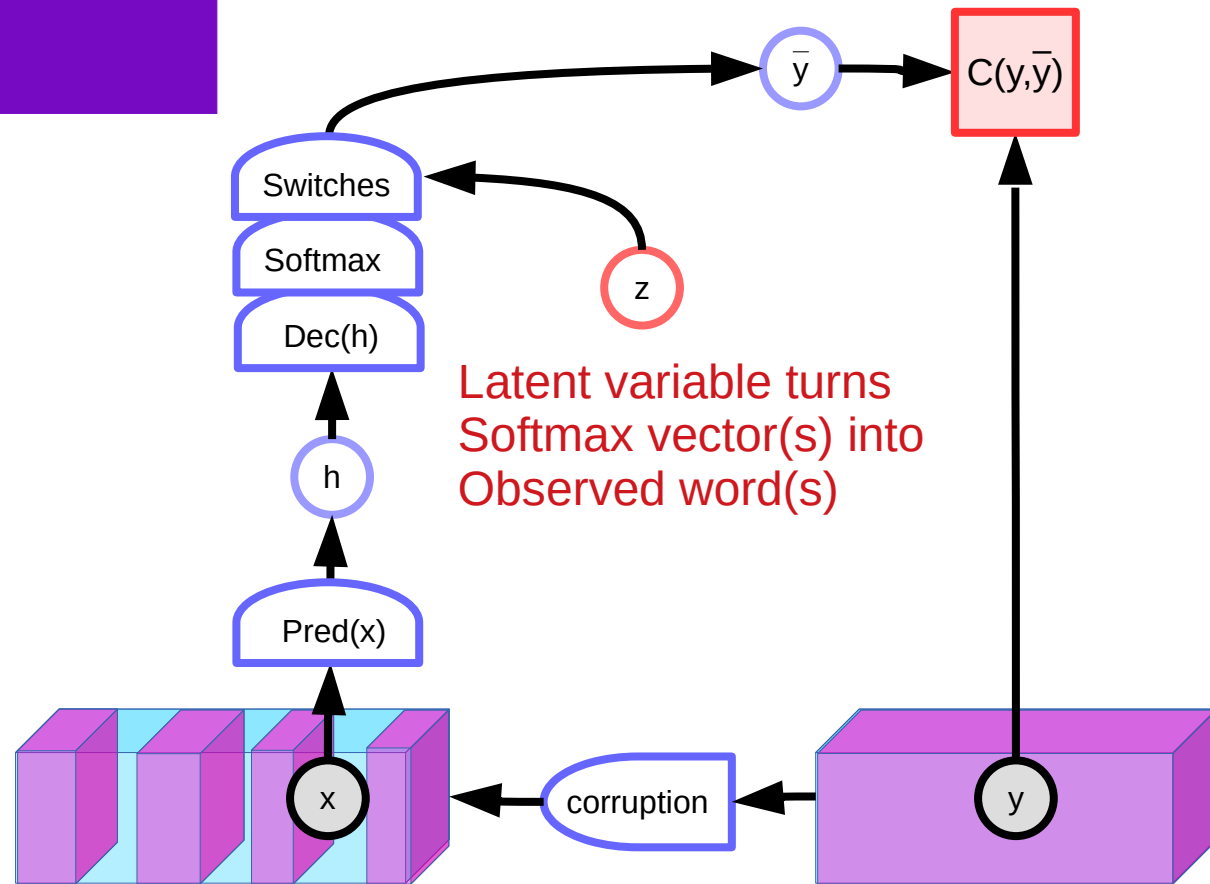 ȳ
C(y,ȳ)
Switches
Softmax
z
Dec(h)
Latent variable turns
Softmax vector(s) into
Observed word(s)
h
Pred(x)
x
corruption
y